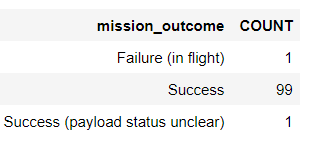 mission_outcome COUNT
Failure (in flight) 1
Success 99
Success (payload status unclear) 1